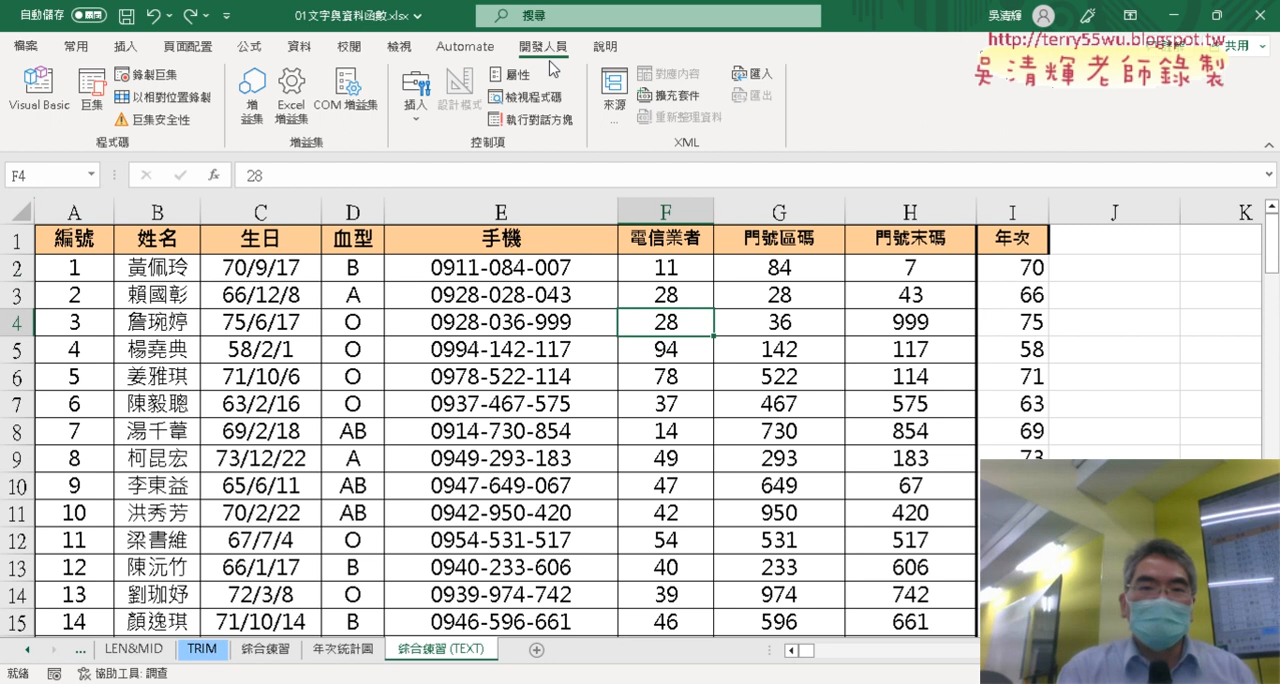 自動儲存 關閉 01文字與資料函數.xlsx 搜尋 吳清輝
檔案 常用 插入 頁面配置 公式 資料 校閱 檢視 Automate 開發人員 說明 共用
http://terry55wu.blogspot.tw
吳清輝老師錄製
Visual Basic 巨集 錄製巨集 以相對位置錄製 巨集安全性
增益集 Excel 增益集 COM 增益集
插入 設計模式 屬性 檢視程式碼 執行對話方塊
來源... 對應內容 擴充套件 重新整理資料 匯入 匯出
程式碼 增益集 控制項 XML
F4 fx 28
A B C D E F G H I J K
1 編號 姓名 生日 血型 手機 電信業者 門號區碼 門號末碼 年次
2 1 黃佩玲 70/9/17 B 0911-084-007 11 84 7 70
3 2 賴國彰 66/12/8 A 0928-028-043 28 28 43 66
4 3 詹琬婷 75/6/17 O 0928-036-999 28 36 999 75
5 4 楊堯典 58/2/1 O 0994-142-117 94 142 117 58
6 5 姜雅琪 71/10/6 O 0978-522-114 78 522 114 71
7 6 陳毅聰 63/2/16 O 0937-467-575 37 467 575 63
8 7 湯千葦 69/2/18 AB 0914-730-854 14 730 854 69
9 8 柯昆宏 73/12/22 A 0949-293-183 49 293 183 73
10 9 李東益 65/6/11 AB 0947-649-067 47 649 67
11 10 洪秀芳 70/2/22 AB 0942-950-420 42 950 420
12 11 梁書維 67/7/4 O 0954-531-517 54 531 517
13 12 陳沅竹 66/1/17 B 0940-233-606 40 233 606
14 13 劉珈妤 72/3/8 O 0939-974-742 39 974 742
15 14 顏逸琪 71/10/14 B 0946-596-661 46 596 661
... LEN&MID TRIM 綜合練習 年次統計圖 綜合練習 (TEXT)
就緒 協助工具: 調查